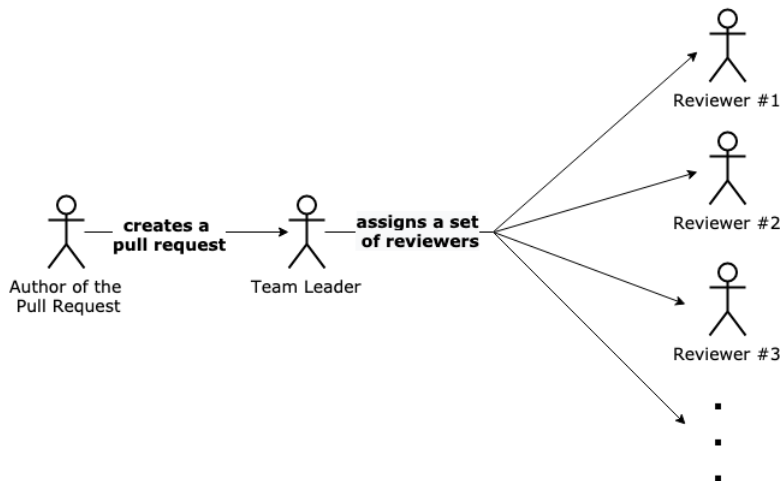 Reviewer #1
Reviewer #2
creates a
pull request
assigns a set
of reviewers
Author of the
Pull Request
Team Leader
Reviewer #3